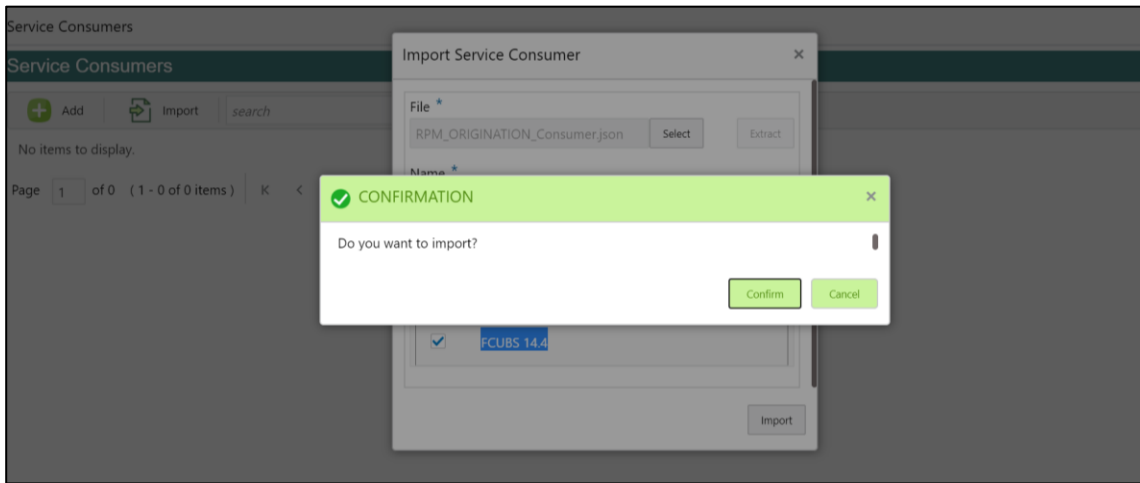 Service Consumers
Import Service Consumer ×
Service Consumers
Add Import search
File *
RPM_ORIGINATION_Consumer.json Select Extract
No items to display.
Name *
Page 1 of 0 ( 1 - 0 of 0 items )
CONFIRMATION ×
Do you want to import?
Confirm Cancel
FCUBS 14.4
Import